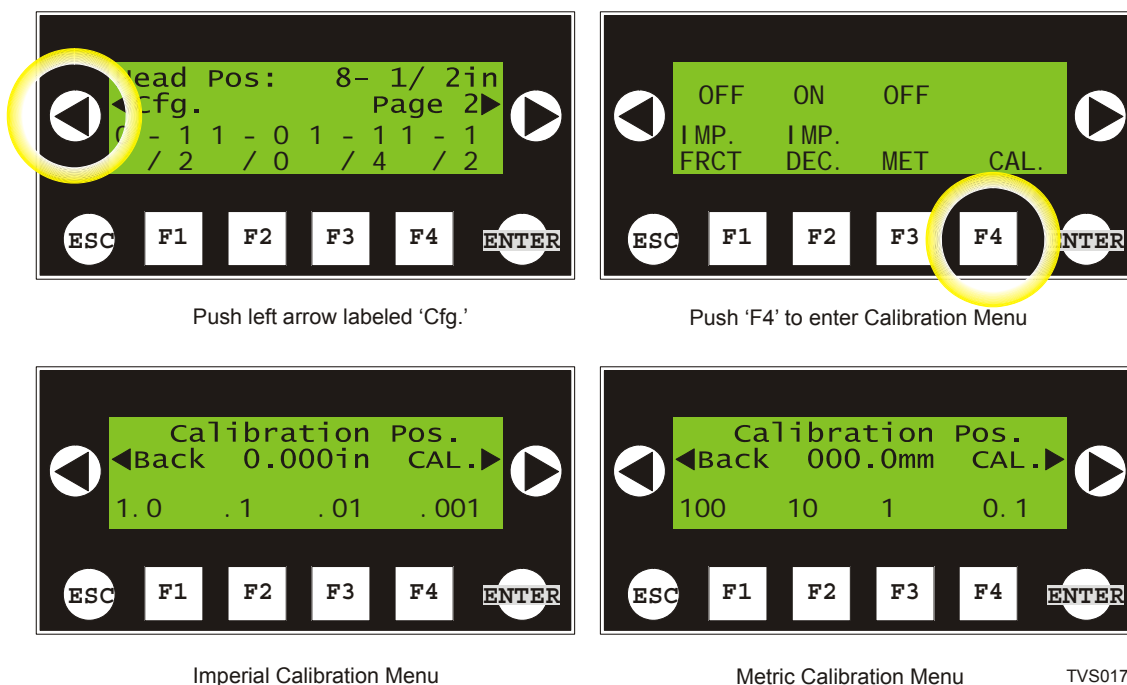 Head Pos: 8- 1/ 2in
◀Cfg. Page 2▶
0 - 1 1 - 0 1 - 1 1 - 1
/ 2 / 0 / 4 / 2
ESC F1 F2 F3 F4 ENTER
Push left arrow labeled ‘Cfg.’
OFF ON OFF
IMP. IMP.
FRCT DEC. MET CAL.
ESC F1 F2 F3 F4 ENTER
Push ‘F4’ to enter Calibration Menu
Calibration Pos.
◀Back 0.000in CAL.▶
1.0 .1 .01 .001
ESC F1 F2 F3 F4 ENTER
Imperial Calibration Menu
Calibration Pos.
◀Back 000.0mm CAL.▶
100 10 1 0.1
ESC F1 F2 F3 F4 ENTER
Metric Calibration Menu
TVS017